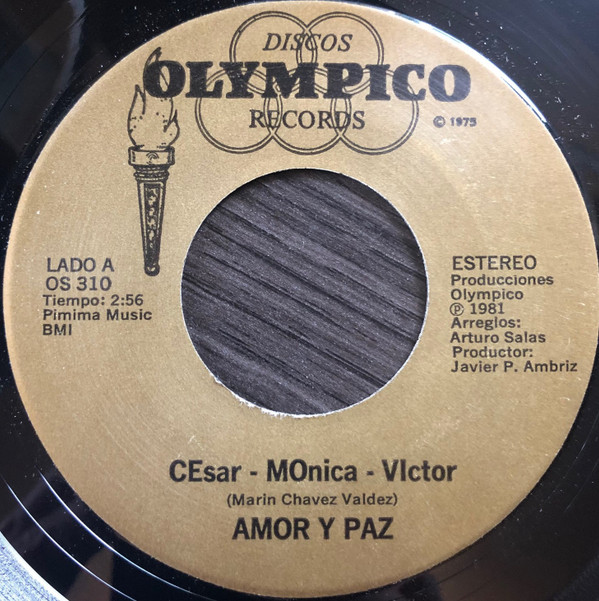 DISCOS
OLYMPICO
RECORDS
© 1975
LADO A
OS 310
Tiempo: 2:56
Pimima Music
BMI
ESTEREO
Producciones
Olympico
℗ 1981
Arreglos:
Arturo Salas
Productor:
Javier P. Ambriz
CEsar - MOnica - VIctor
(Marin Chavez Valdez)
AMOR Y PAZ